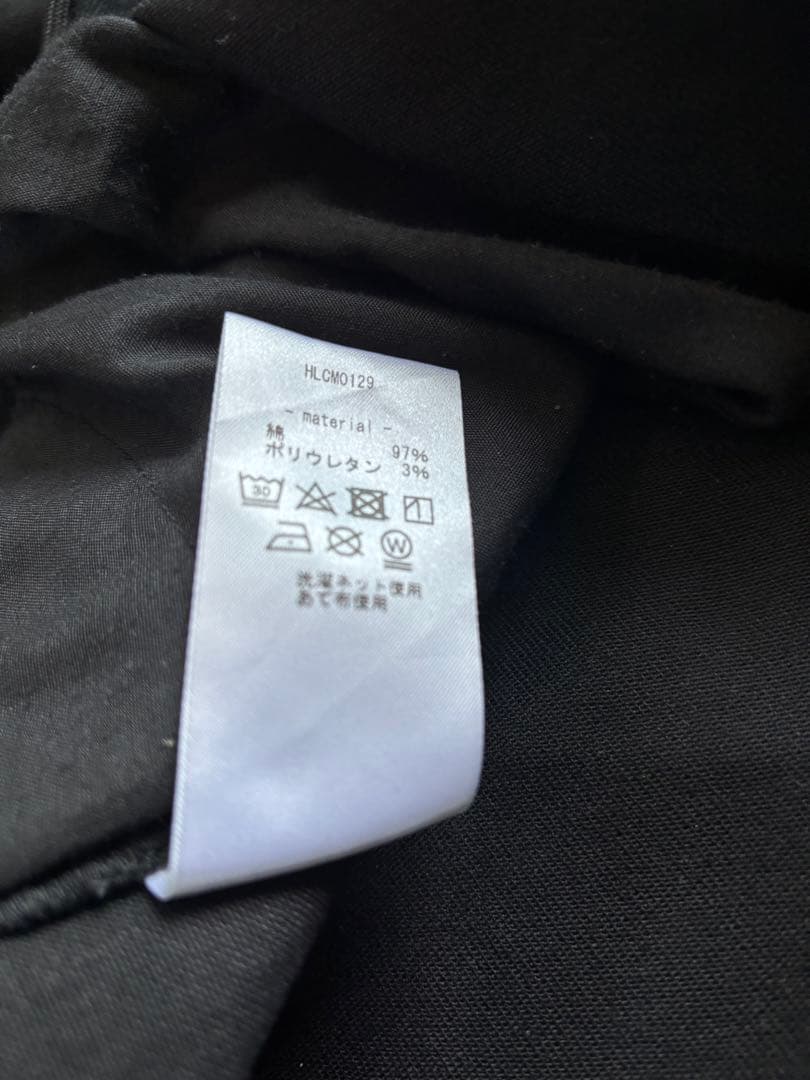 HLCM0129
- material -
綿 97%
ポリウレタン 3%
30
W
洗濯ネット使用
あて布使用